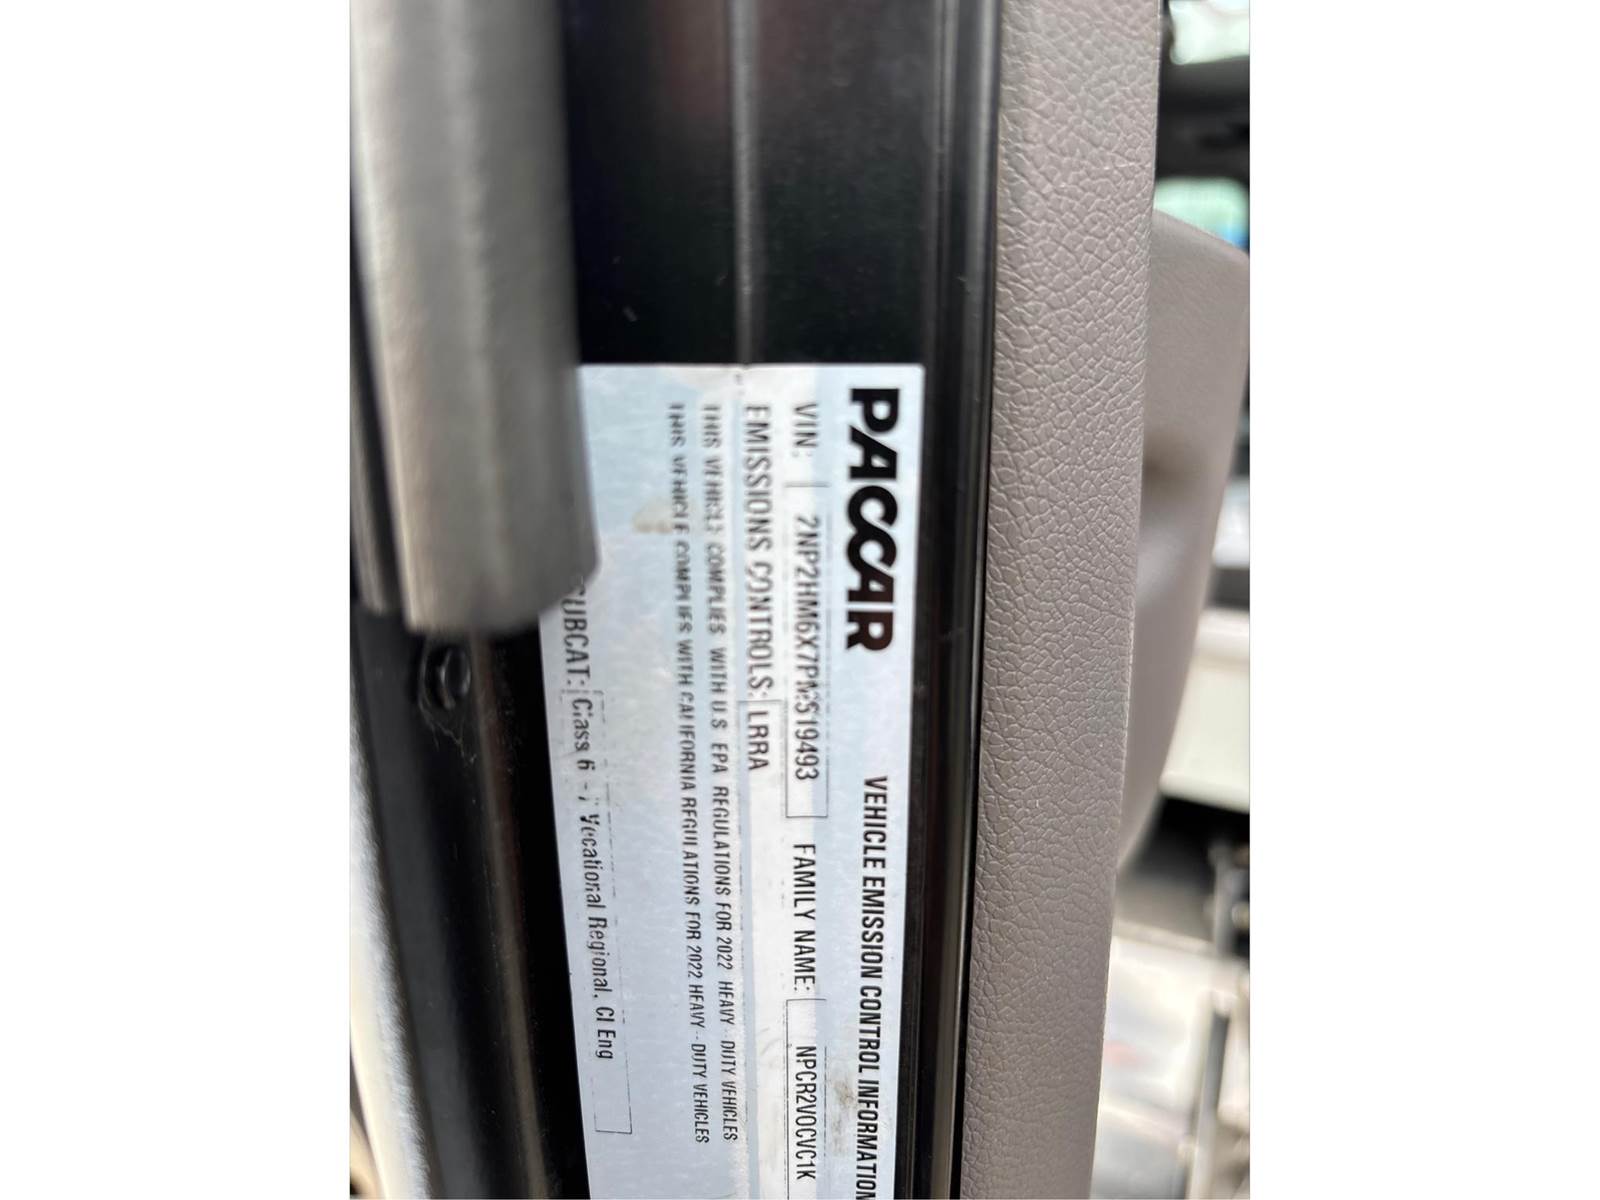 PACCAR
VEHICLE EMISSION CONTROL INFORMATION
VIN: 2NP2HM6X7PM519493 FAMILY NAME: NPCR2VOCVC1K
EMISSIONS CONTROLS: LRRA
THIS VEHICLE COMPLIES WITH U.S EPA REGULATIONS FOR 2022 HEAVY - DUTY VEHICLES
THIS VEHICLE COMPLIES WITH CALIFORNIA REGULATIONS FOR 2022 HEAVY - DUTY VEHICLES
SUBCAT: Class 6 - 7 Vocational Regional, CI Eng